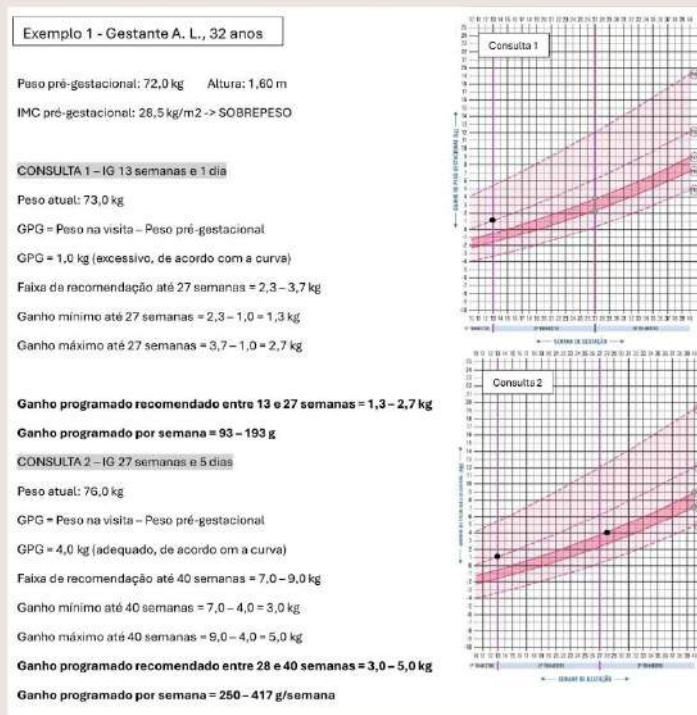 Exemplo 1 - Gestante A. L., 32 anos
Peso pré-gestacional: 72,0 kg Altura: 1,60 m
IMC pré-gestacional: 28,5 kg/m2 -> SOBREPESO
CONSULTA 1 – IG 13 semanas e 1 dia
Peso atual: 73,0 kg
GPG = Peso na visita – Peso pré-gestacional
GPG = 1,0 kg (excessivo, de acordo com a curva)
Faixa de recomendação até 27 semanas = 2,3 – 3,7 kg
Ganho mínimo até 27 semanas = 2,3 – 1,0 = 1,3 kg
Ganho máximo até 27 semanas = 3,7 – 1,0 = 2,7 kg
Ganho programado recomendado entre 13 e 27 semanas = 1,3 – 2,7 kg
Ganho programado por semana = 93 – 193 g
CONSULTA 2 – IG 27 semanas e 5 dias
Peso atual: 76,0 kg
GPG = Peso na visita – Peso pré-gestacional
GPG = 4,0 kg (adequado, de acordo om a curva)
Faixa de recomendação até 40 semanas = 7,0 – 9,0 kg
Ganho mínimo até 40 semanas = 7,0 – 4,0 = 3,0 kg
Ganho máximo até 40 semanas = 9,0 – 4,0 = 5,0 kg
Ganho programado recomendado entre 28 e 40 semanas = 3,0 – 5,0 kg
Ganho programado por semana = 250 – 417 g/semana
Consulta 1
SEMANA DE GESTAÇÃO
Consulta 2
SEMANA DE GESTAÇÃO